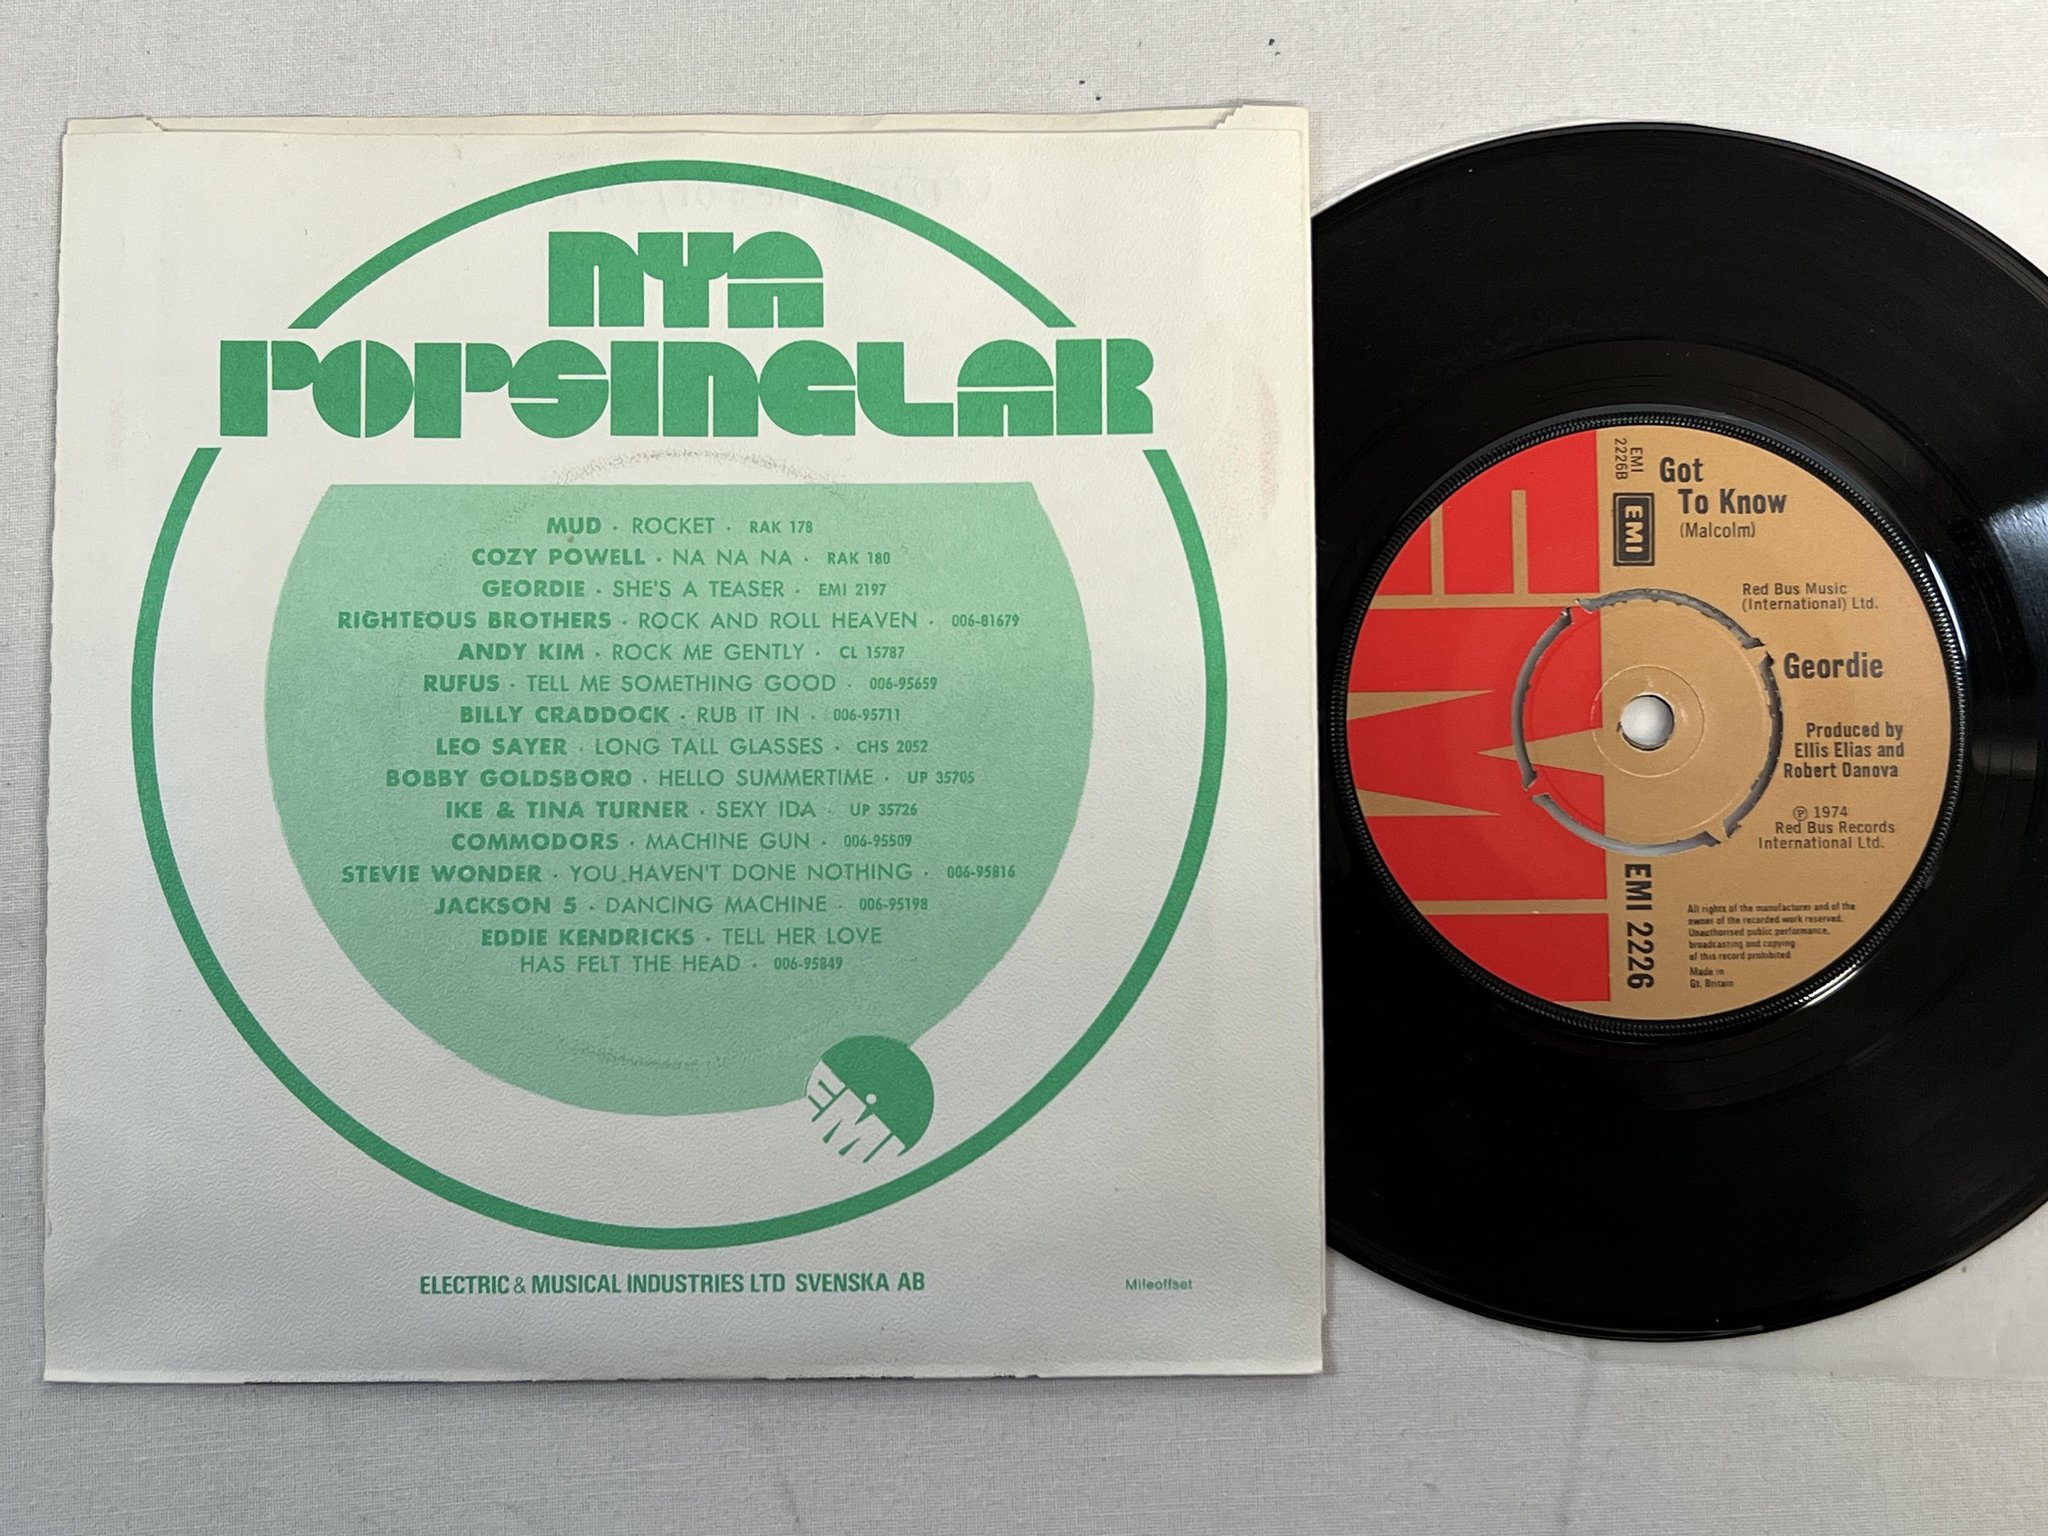 NYA
POPSINGLAR
MUD · ROCKET · RAK 178
COZY POWELL · NA NA NA · RAK 180
GEORDIE · SHE'S A TEASER · EMI 2197
RIGHTEOUS BROTHERS · ROCK AND ROLL HEAVEN · 006-81679
ANDY KIM · ROCK ME GENTLY · CL 15787
RUFUS · TELL ME SOMETHING GOOD · 006-95659
BILLY CRADDOCK · RUB IT IN · 006-95711
LEO SAYER · LONG TALL GLASSES · CHS 2052
BOBBY GOLDSBORO · HELLO SUMMERTIME · UP 35705
IKE & TINA TURNER · SEXY IDA · UP 35726
COMMODORS · MACHINE GUN · 006-95509
STEVIE WONDER · YOU HAVEN'T DONE NOTHING · 006-95816
JACKSON 5 · DANCING MACHINE · 006-95198
EDDIE KENDRICKS · TELL HER LOVE
HAS FELT THE HEAD · 006-95849
EMI
ELECTRIC & MUSICAL INDUSTRIES LTD SVENSKA AB
Mileoffset
EMI
EMI
2226B
EMI
Got
To Know
(Malcolm)
Red Bus Music
(International) Ltd.
Geordie
Produced by
Ellis Elias and
Robert Danova
℗ 1974
Red Bus Records
International Ltd.
EMI 2226
All rights of the manufacturer and of the
owner of the recorded work reserved.
Unauthorised public performance,
broadcasting and copying
of this record prohibited
Made in
Gt. Britain